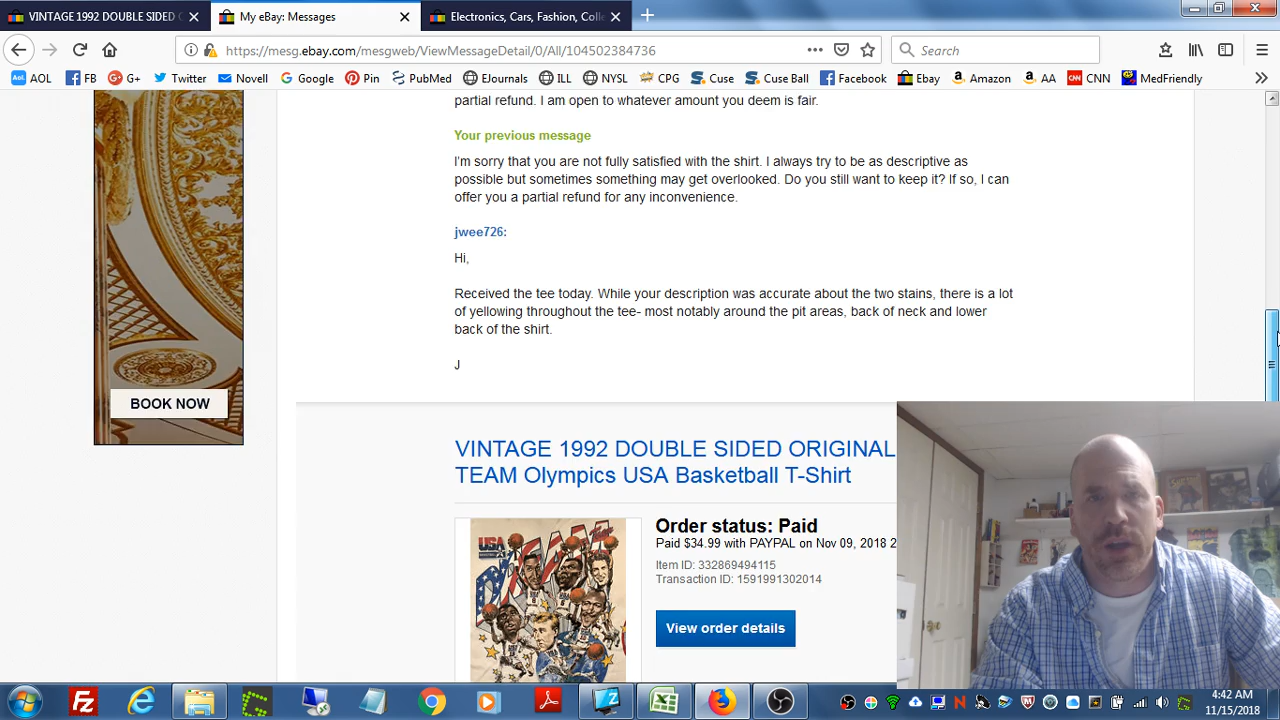 VINTAGE 1992 DOUBLE SIDED O
My eBay: Messages
Electronics, Cars, Fashion, Colle
https://mesg.ebay.com/mesgweb/ViewMessageDetail/0/All/104502384736
Search
AOL FB G+ Twitter Novell Google Pin PubMed EJournals ILL NYSL CPG Cuse Cuse Ball Facebook Ebay Amazon AA CNN MedFriendly
partial refund. I am open to whatever amount you deem is fair.
Your previous message
I'm sorry that you are not fully satisfied with the shirt. I always try to be as descriptive as
possible but sometimes something may get overlooked. Do you still want to keep it? If so, I can
offer you a partial refund for any inconvenience.
jwee726:
Hi,
Received the tee today. While your description was accurate about the two stains, there is a lot
of yellowing throughout the tee- most notably around the pit areas, back of neck and lower
back of the shirt.
J
BOOK NOW
VINTAGE 1992 DOUBLE SIDED ORIGINAL
TEAM Olympics USA Basketball T-Shirt
Order status: Paid
Paid $34.99 with PAYPAL on Nov 09, 2018 2
Item ID: 332869494115
Transaction ID: 1591991302014
View order details
USA
4:42 AM
11/15/2018